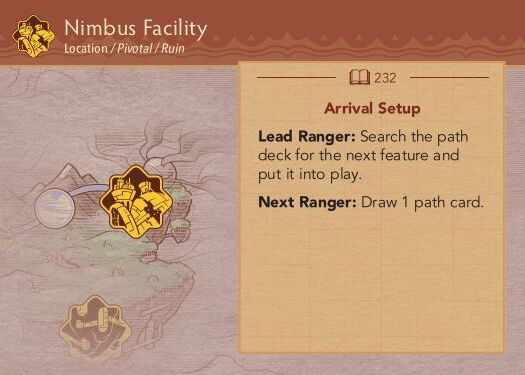 Nimbus Facility
Location / Pivotal / Ruin
232
Arrival Setup
Lead Ranger: Search the path
deck for the next feature and
put it into play.
Next Ranger: Draw 1 path card.